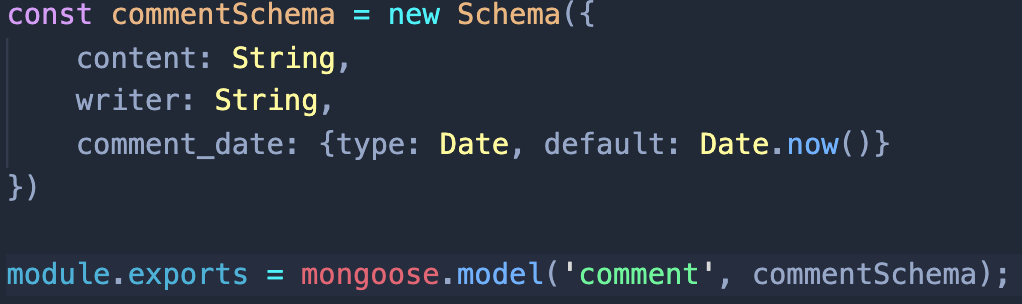 const commentSchema = new Schema({
    content: String,
    writer: String,
    comment_date: {type: Date, default: Date.now()}
})

module.exports = mongoose.model('comment', commentSchema);